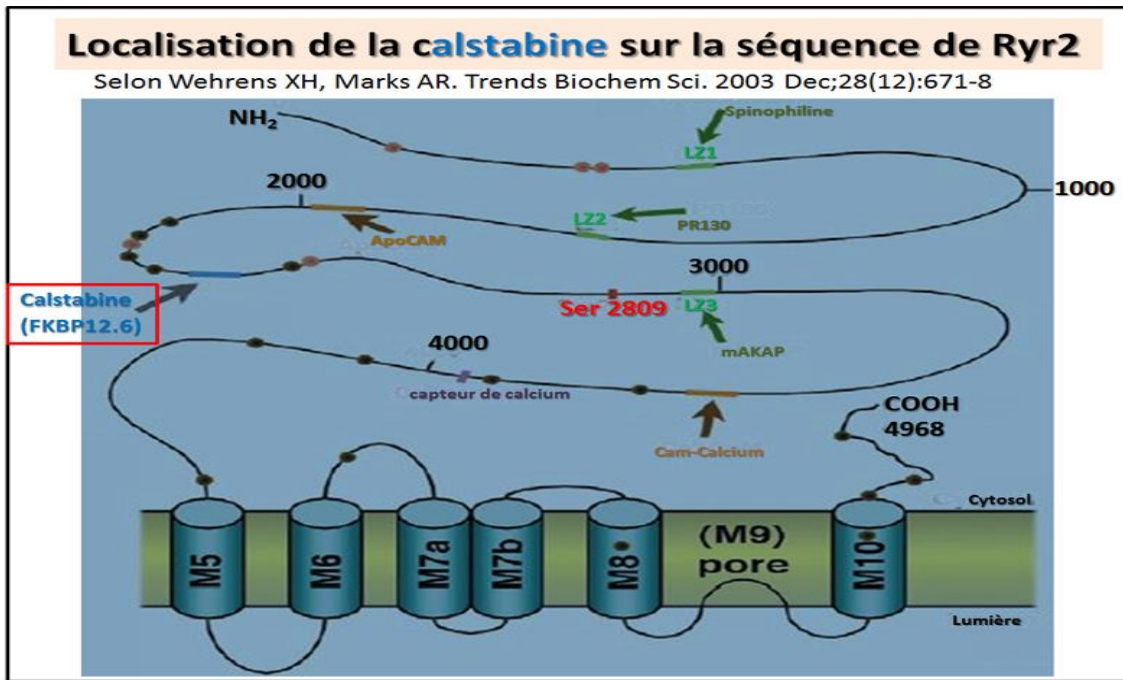 Localisation de la calstabine sur la séquence de Ryr2
Selon Wehrens XH, Marks AR. Trends Biochem Sci. 2003 Dec;28(12):671-8
Spinophiline
NH2
LZ1
2000
1000
LZ2
PR130
ApoCAM
3000
Calstabine
(FKBP12.6)
Ser 2809
LZ3
mAKAP
4000
capteur de calcium
COOH
4968
Cam-Calcium
Cytosol
M5
M6
M7a
M7b
M8
(M9)
pore
M10
Lumière